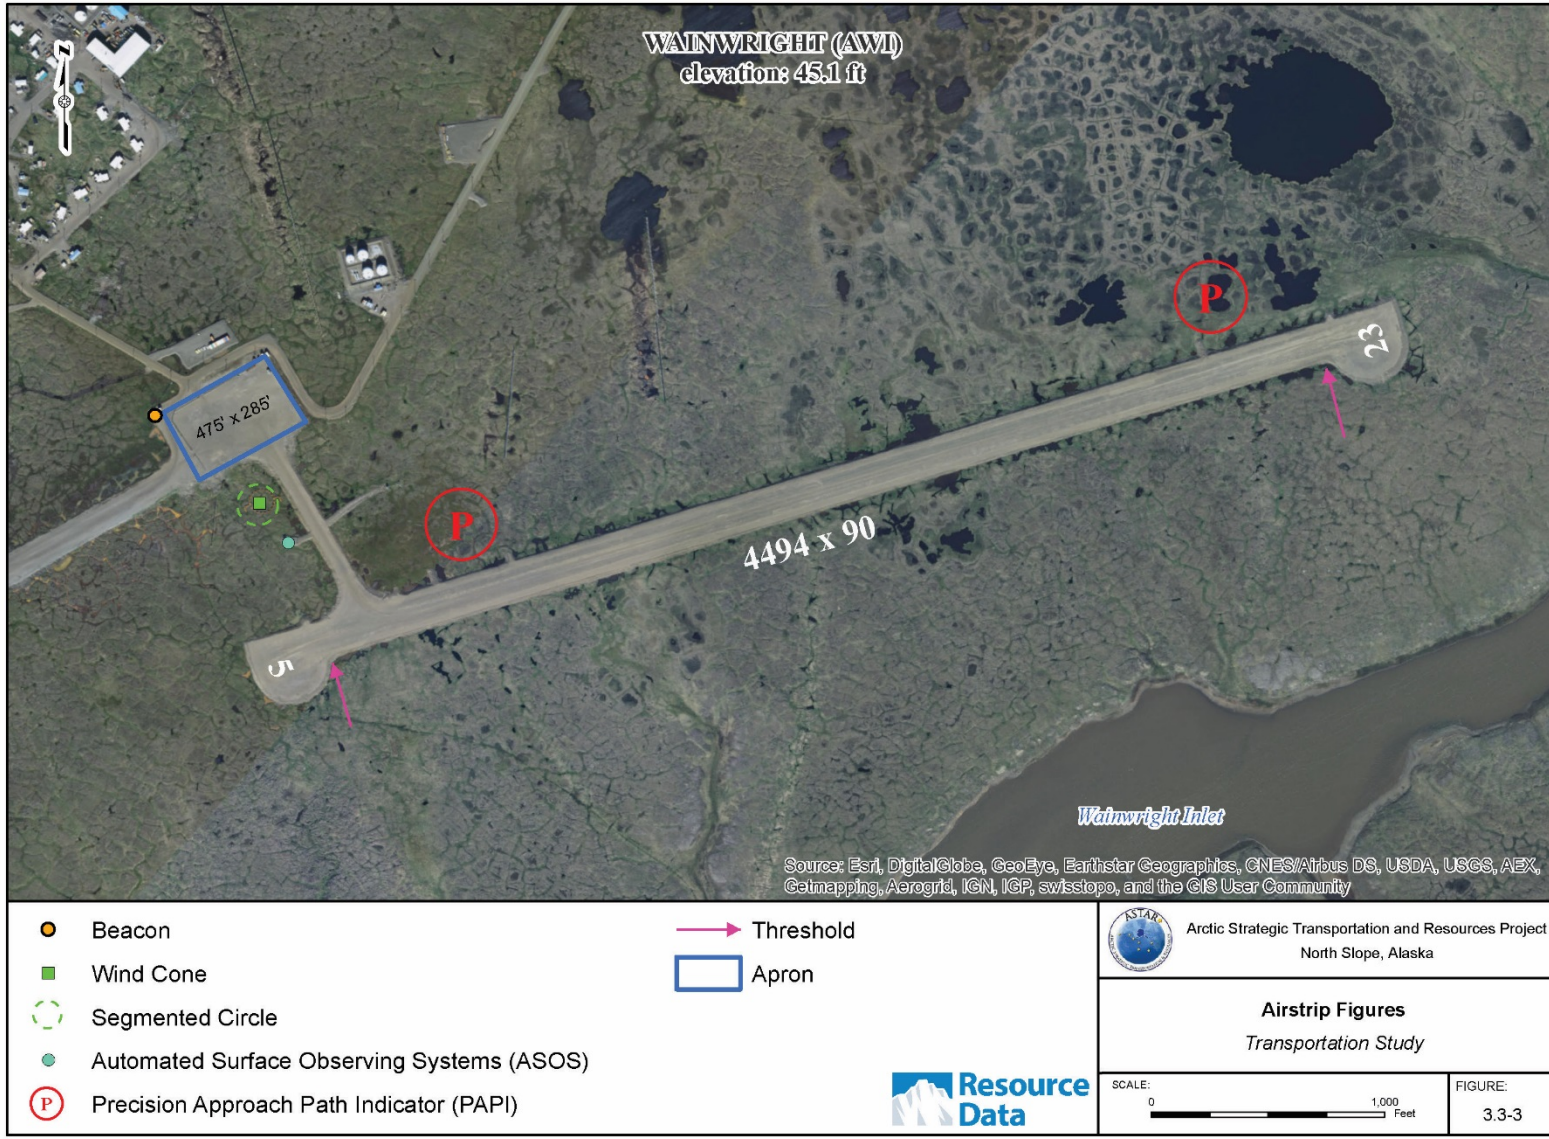 WAINWRIGHT (AWI)
elevation: 45.1 ft
N
475' x 285'
P
P
23
4494 x 90
5
Wainwright Inlet
Source: Esri, DigitalGlobe, GeoEye, Earthstar Geographics, CNES/Airbus DS, USDA, USGS, AEX,
Getmapping, Aerogrid, IGN, IGP, swisstopo, and the GIS User Community
Beacon
Wind Cone
Segmented Circle
Automated Surface Observing Systems (ASOS)
P Precision Approach Path Indicator (PAPI)
Threshold
Apron
Resource
Data
ASTAR
Arctic Strategic Transportation and Resources Project
North Slope, Alaska
Airstrip Figures
Transportation Study
SCALE:
0 1,000
Feet
FIGURE:
3.3-3